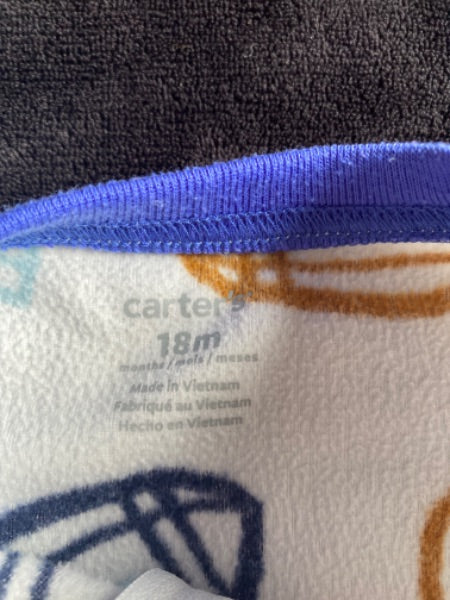 carter's
18m
months / mois / meses
Made in Vietnam
Fabriqué au Vietnam
Hecho en Vietnam